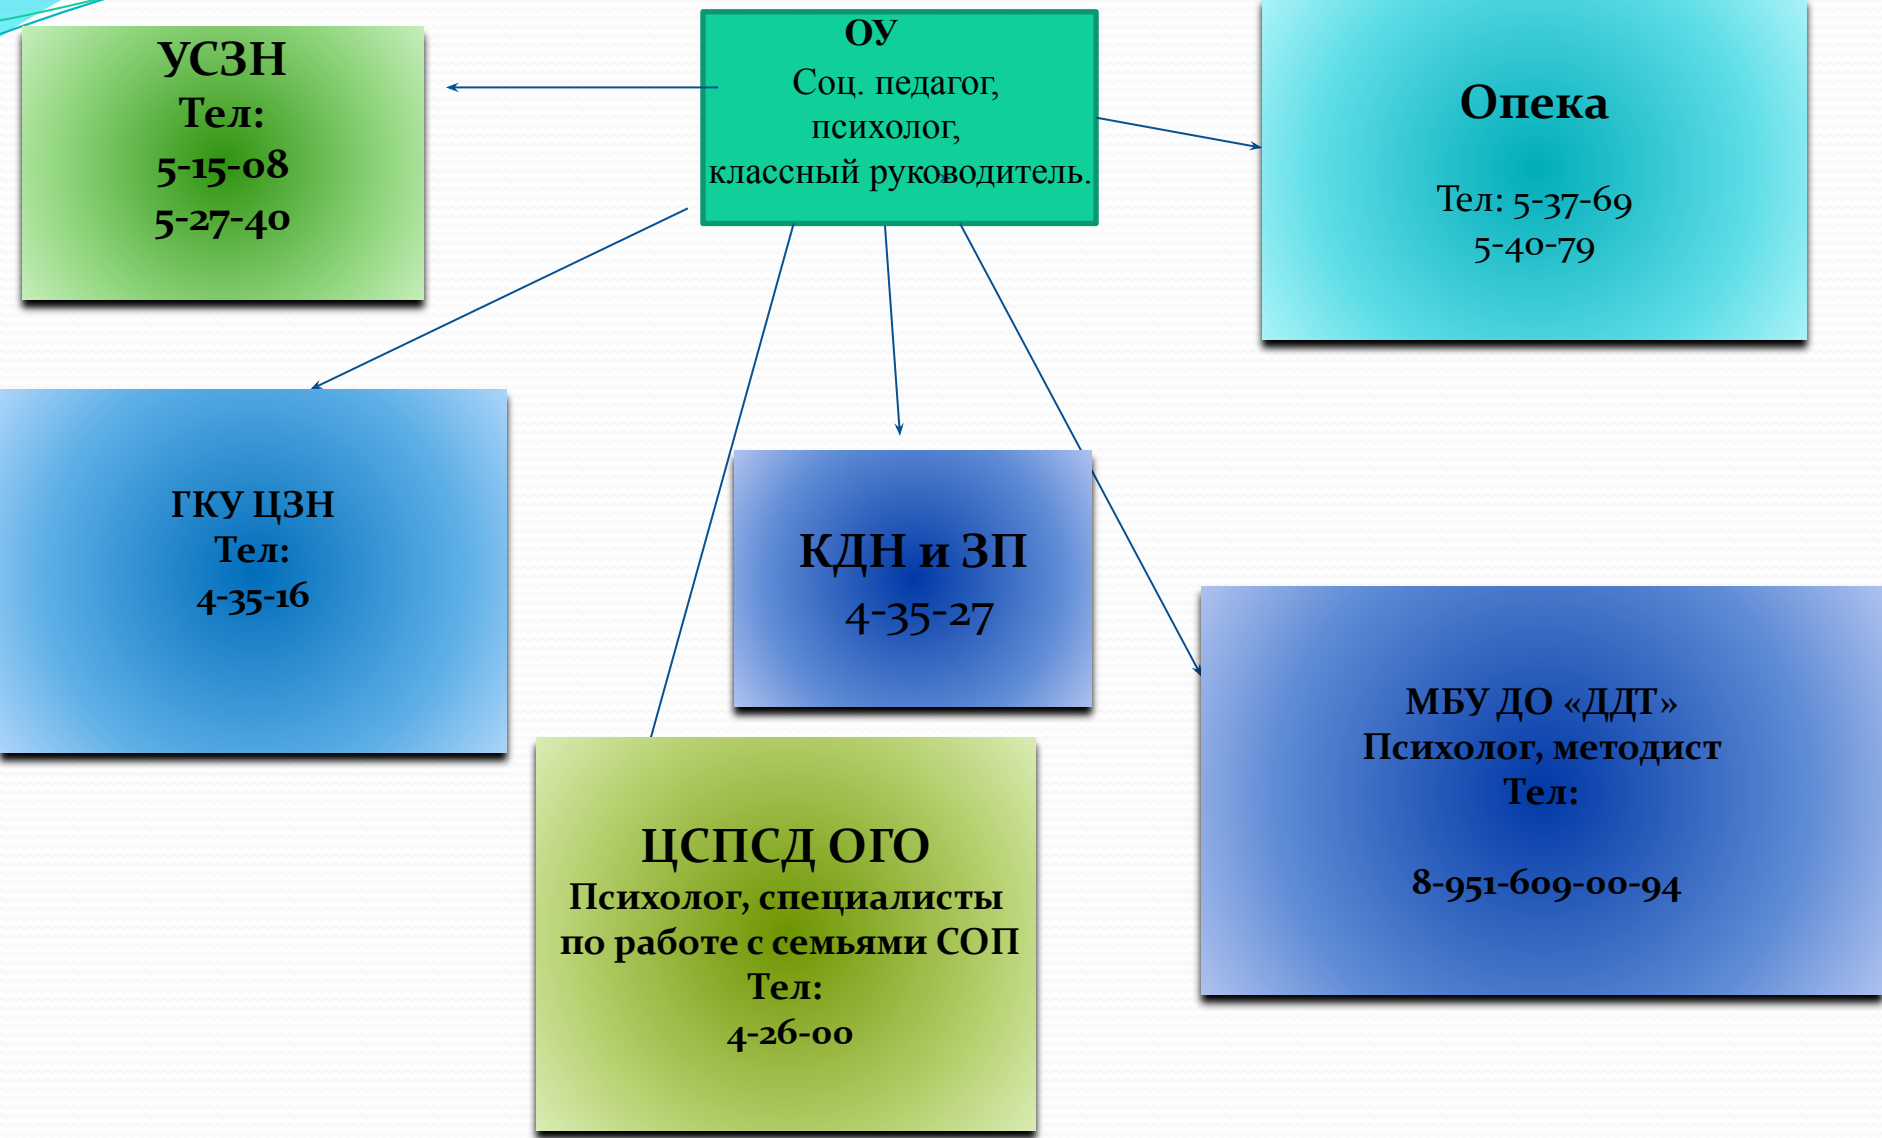 УСЗН
Тел:
5-15-08
5-27-40
ОУ
Соц. педагог,
психолог,
классный руководитель.
Опека
Тел: 5-37-69
5-40-79
ГКУ ЦЗН
Тел:
4-35-16
КДН и ЗП
4-35-27
МБУ ДО «ДДТ»
Психолог, методист
Тел:
8-951-609-00-94
ЦСПСД ОГО
Психолог, специалисты
по работе с семьями СОП
Тел:
4-26-00